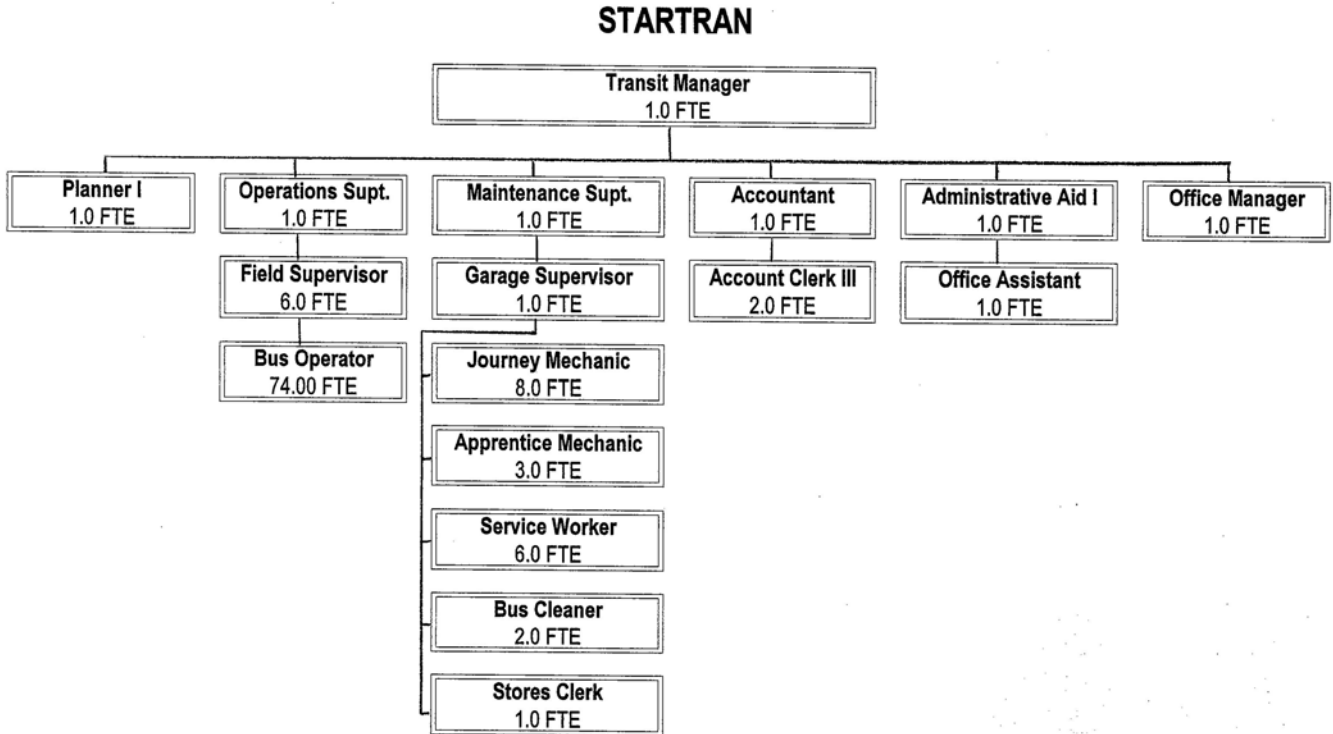 STARTRAN
Transit Manager
1.0 FTE
Planner I
1.0 FTE
Operations Supt.
1.0 FTE
Maintenance Supt.
1.0 FTE
Accountant
1.0 FTE
Administrative Aid I
1.0 FTE
Office Manager
1.0 FTE
Field Supervisor
6.0 FTE
Garage Supervisor
1.0 FTE
Account Clerk III
2.0 FTE
Office Assistant
1.0 FTE
Bus Operator
74.00 FTE
Journey Mechanic
8.0 FTE
Apprentice Mechanic
3.0 FTE
Service Worker
6.0 FTE
Bus Cleaner
2.0 FTE
Stores Clerk
1.0 FTE